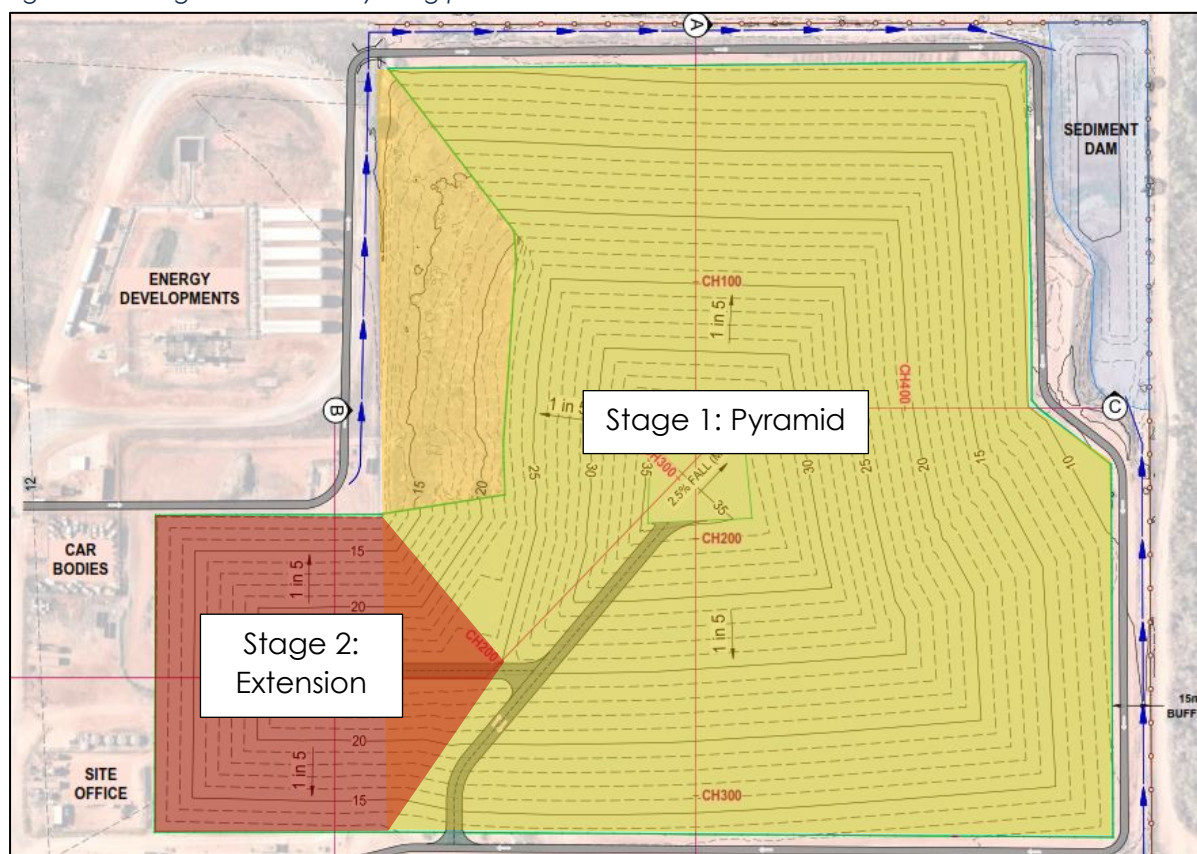 A
SEDIMENT
DAM
ENERGY
DEVELOPMENTS
CH100
1 in 5
CH400
B
1 in 5
Stage 1: Pyramid
C
CH300
2.5% FALL
35
30
25
20
15
10
25
30
35
15
20
12
CH200
CAR
BODIES
15
1 in 5
20
Stage 2:
Extension
CH200
1 in 5
15m
BUFF
20
1 in 5
15
SITE
OFFICE
CH300